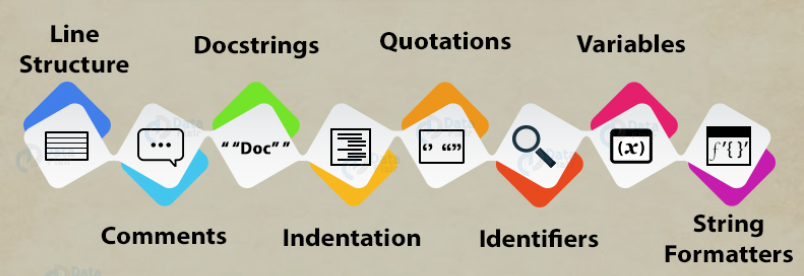 Line
Structure
Docstrings
Quotations
Variables
““Doc””
(x)
f'{}'
Comments
Indentation
Identifiers
String
Formatters